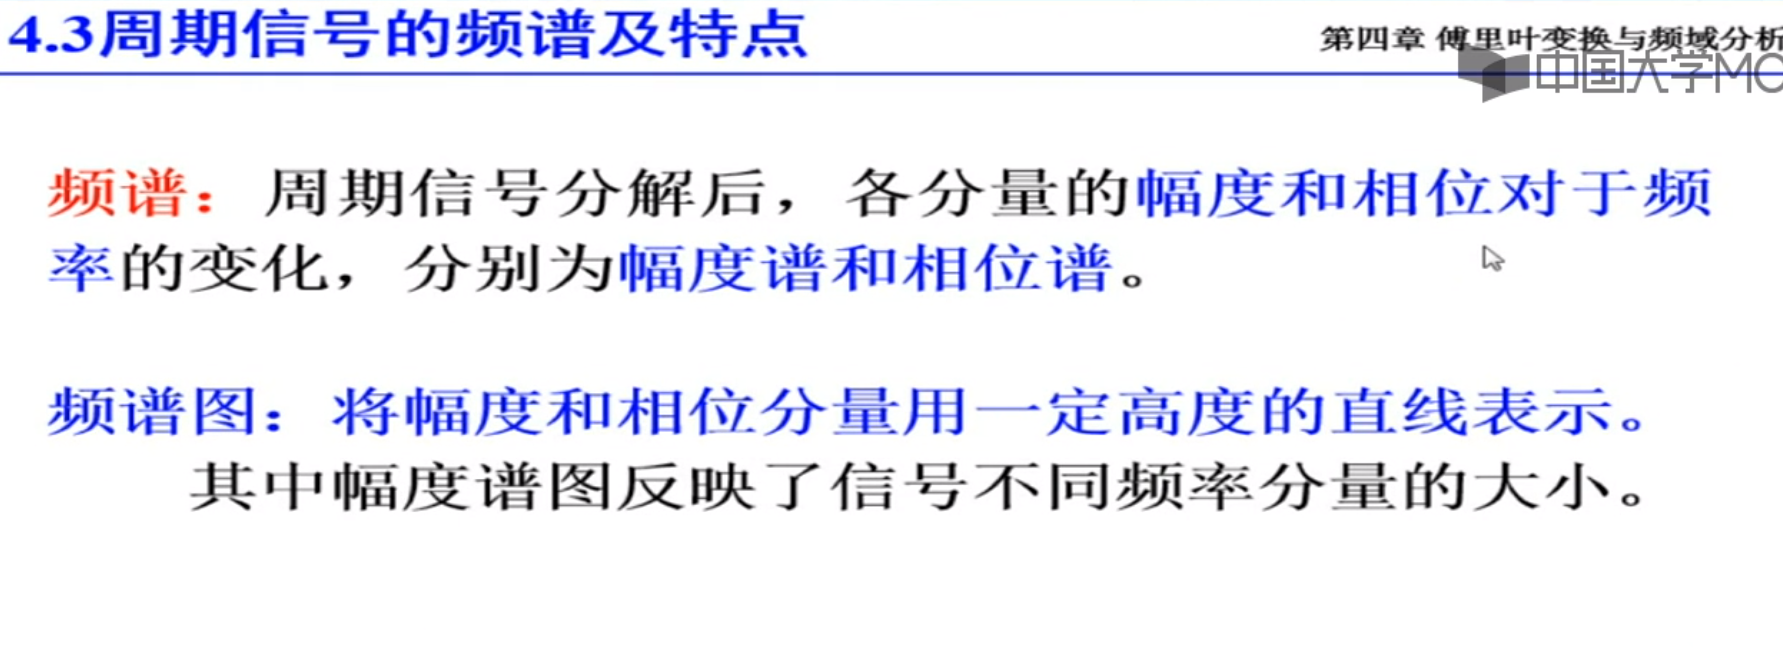 4.3周期信号的频谱及特点
第四章 傅里叶变换与频域分析
中国大学MO
频谱：周期信号分解后，各分量的幅度和相位对于频
率的变化，分别为幅度谱和相位谱。
频谱图：将幅度和相位分量用一定高度的直线表示。
其中幅度谱图反映了信号不同频率分量的大小。